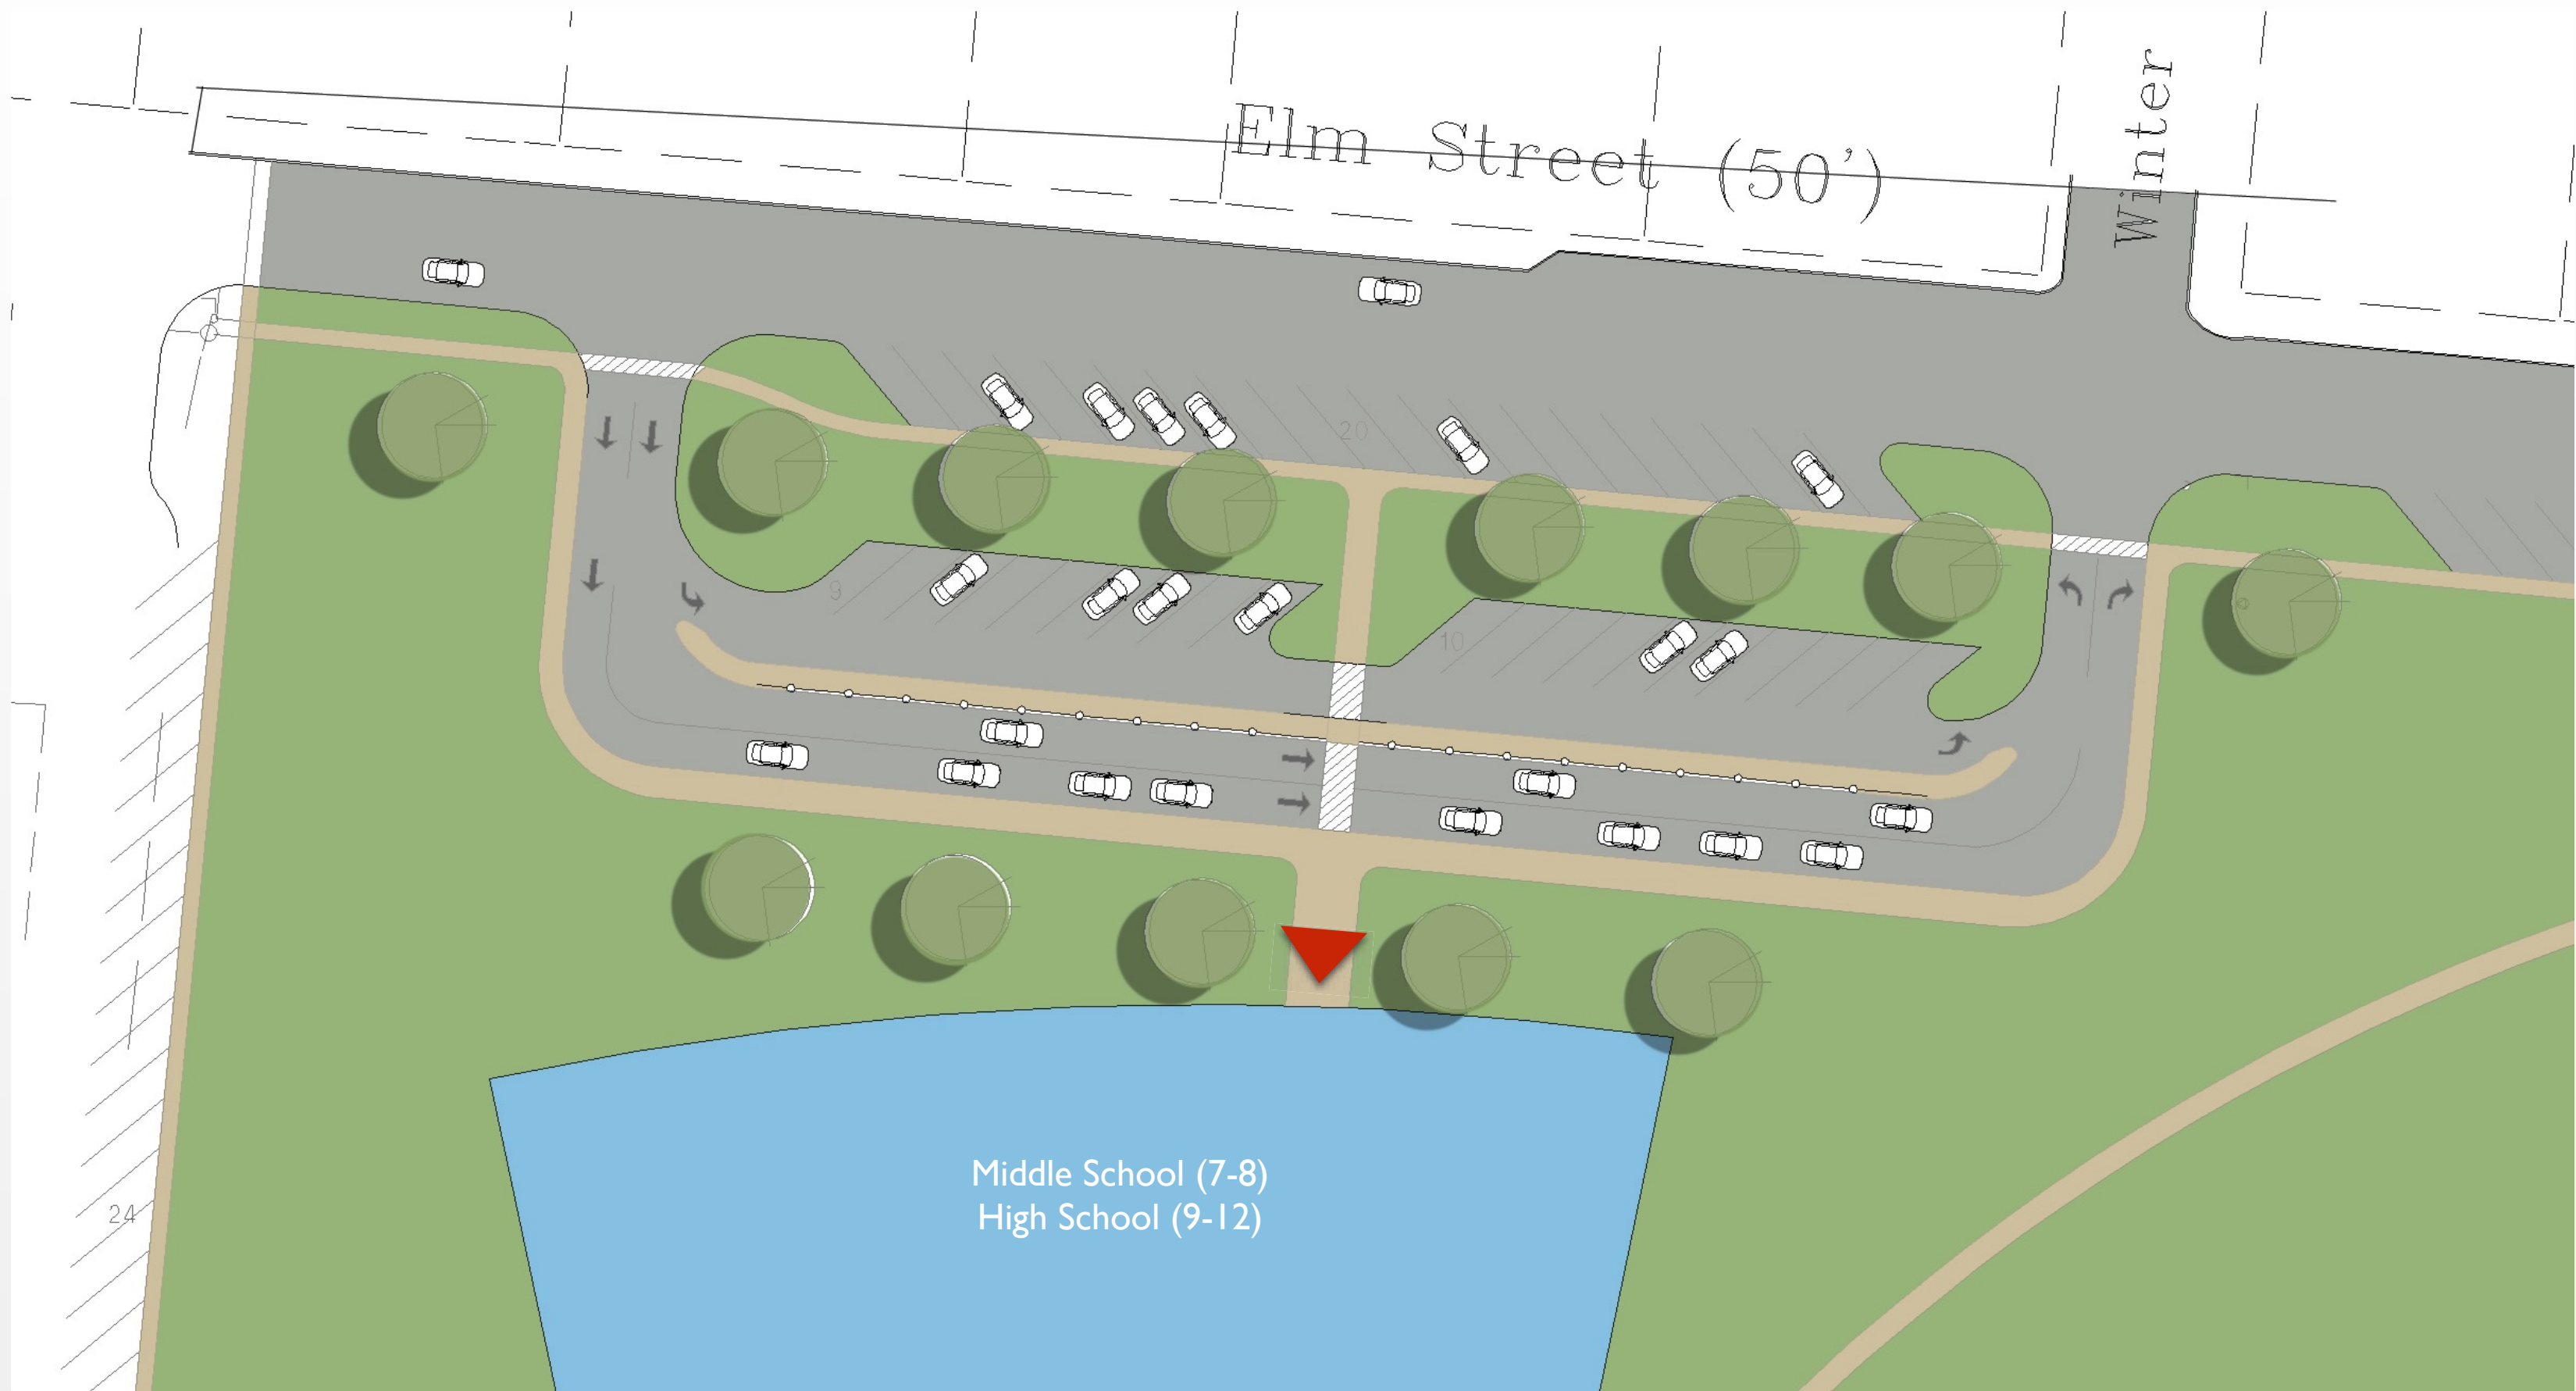 Elm Street (50')
Winter
20
9
10
Middle School (7-8)
High School (9-12)
24